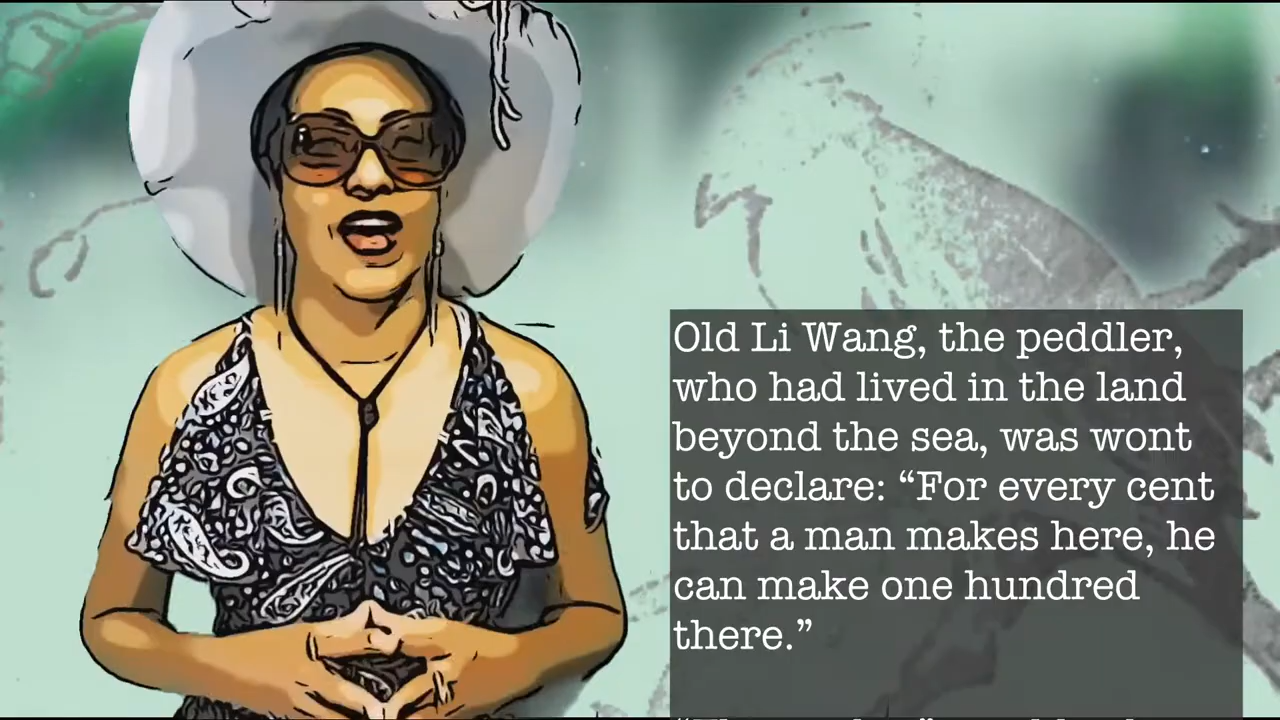 Old Li Wang, the peddler,
who had lived in the land
beyond the sea, was wont
to declare: “For every cent
that a man makes here, he
can make one hundred
there.”